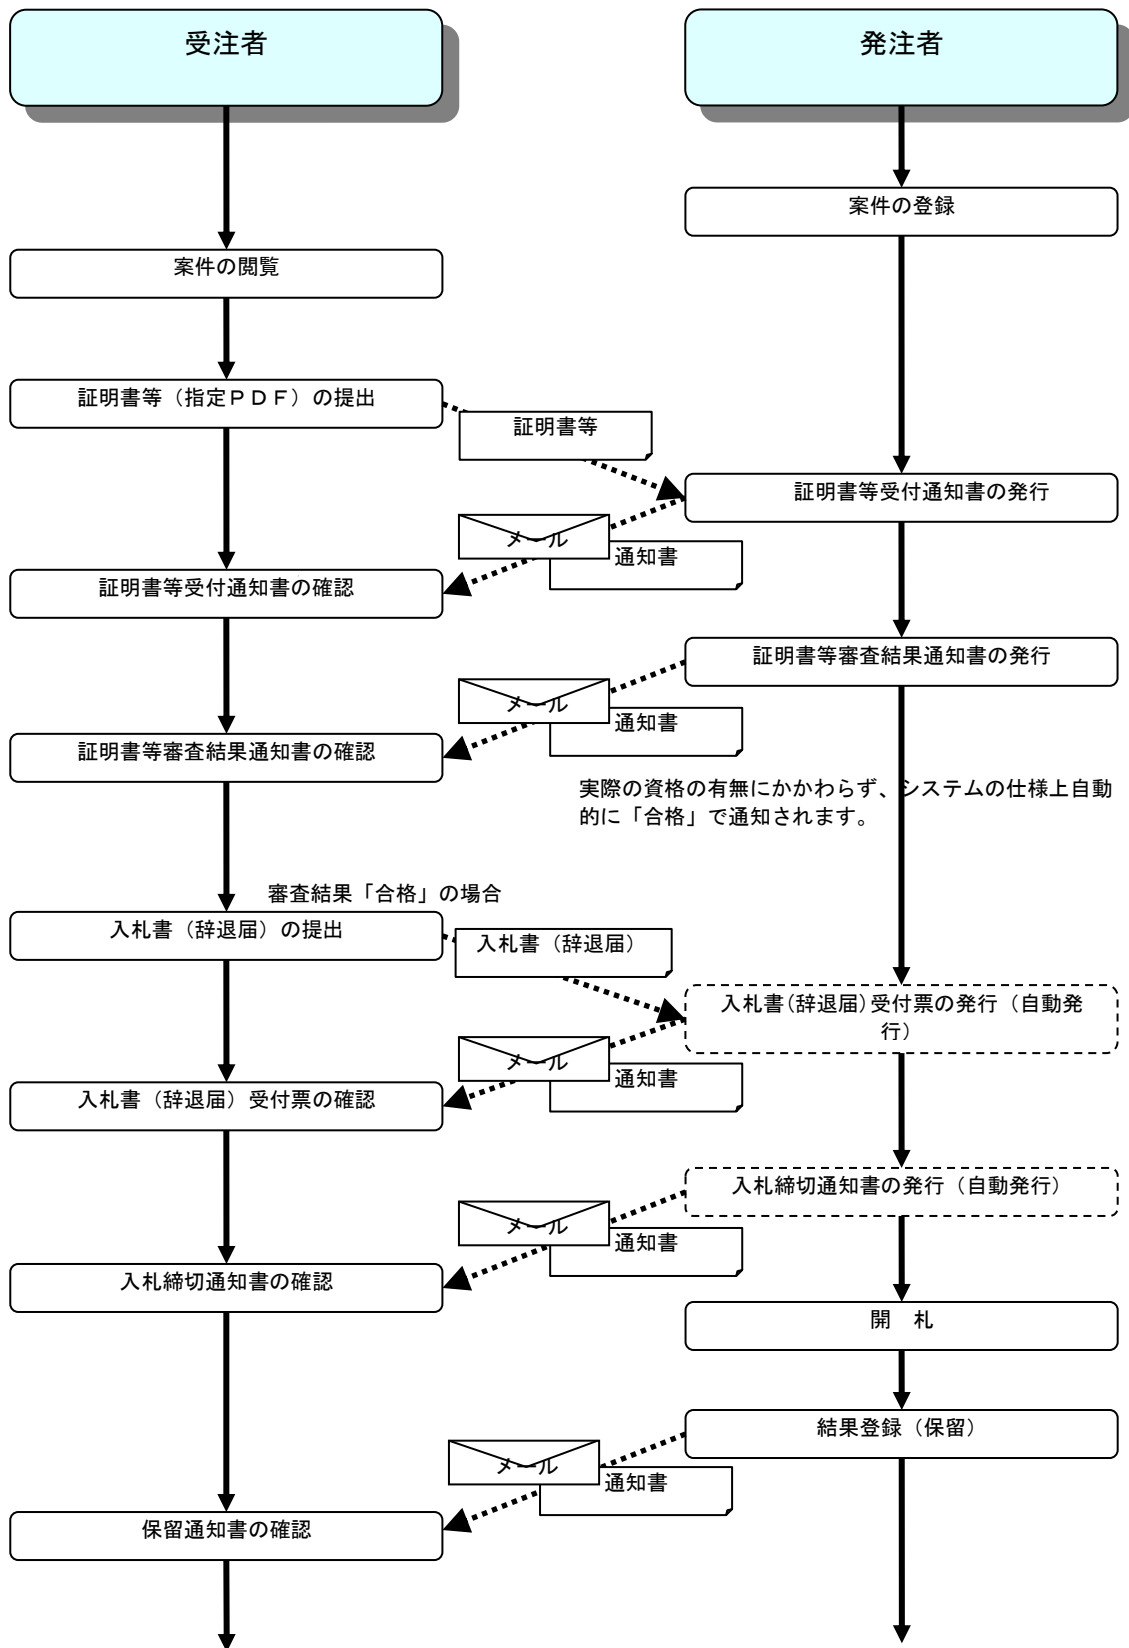 受注者
発注者
案件の登録
案件の閲覧
証明書等（指定ＰＤＦ）の提出
証明書等
証明書等受付通知書の発行
メール
通知書
証明書等受付通知書の確認
証明書等審査結果通知書の発行
メール
通知書
証明書等審査結果通知書の確認
実際の資格の有無にかかわらず、システムの仕様上自動
的に「合格」で通知されます。
審査結果「合格」の場合
入札書（辞退届）の提出
入札書（辞退届）
入札書(辞退届)受付票の発行（自動発
行）
メール
通知書
入札書（辞退届）受付票の確認
入札締切通知書の発行（自動発行）
メール
通知書
入札締切通知書の確認
開　札
結果登録（保留）
メール
通知書
保留通知書の確認